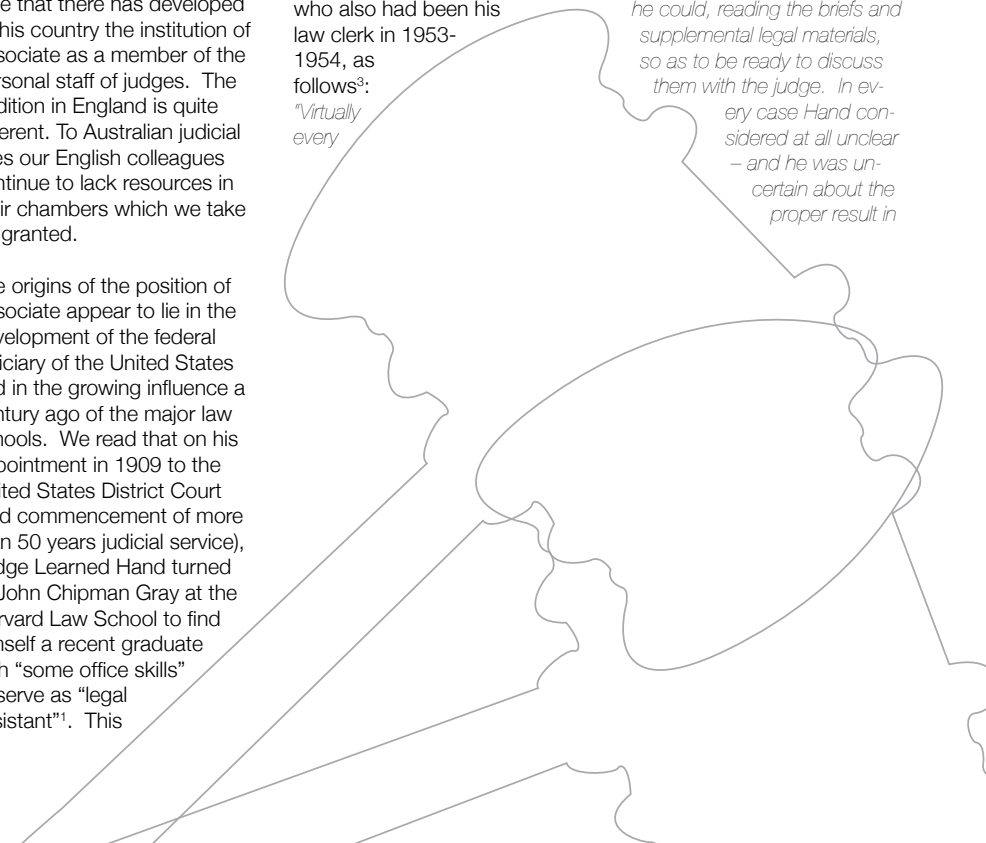 e that there has developed
his country the institution of
sociate as a member of the
rsonal staff of judges.  The
dition in England is quite
erent. To Australian judicial
es our English colleagues
ntinue to lack resources in
ir chambers which we take
granted.
e origins of the position of
sociate appear to lie in the
velopment of the federal
iciary of the United States
d in the growing influence a
ntury ago of the major law
hools.  We read that on his
pointment in 1909 to the
ited States District Court
d commencement of more
n 50 years judicial service),
dge Learned Hand turned
John Chipman Gray at the
rvard Law School to find
nself a recent graduate
h “some office skills”
serve as “legal
sistant”¹.  This
who also had been his
law clerk in 1953-
1954, as
follows³:
“Virtually
every
he could, reading the briefs and
supplemental legal materials,
so as to be ready to discuss
them with the judge.  In ev-
ery case Hand con-
sidered at all unclear
– and he was un-
certain about the
proper result in